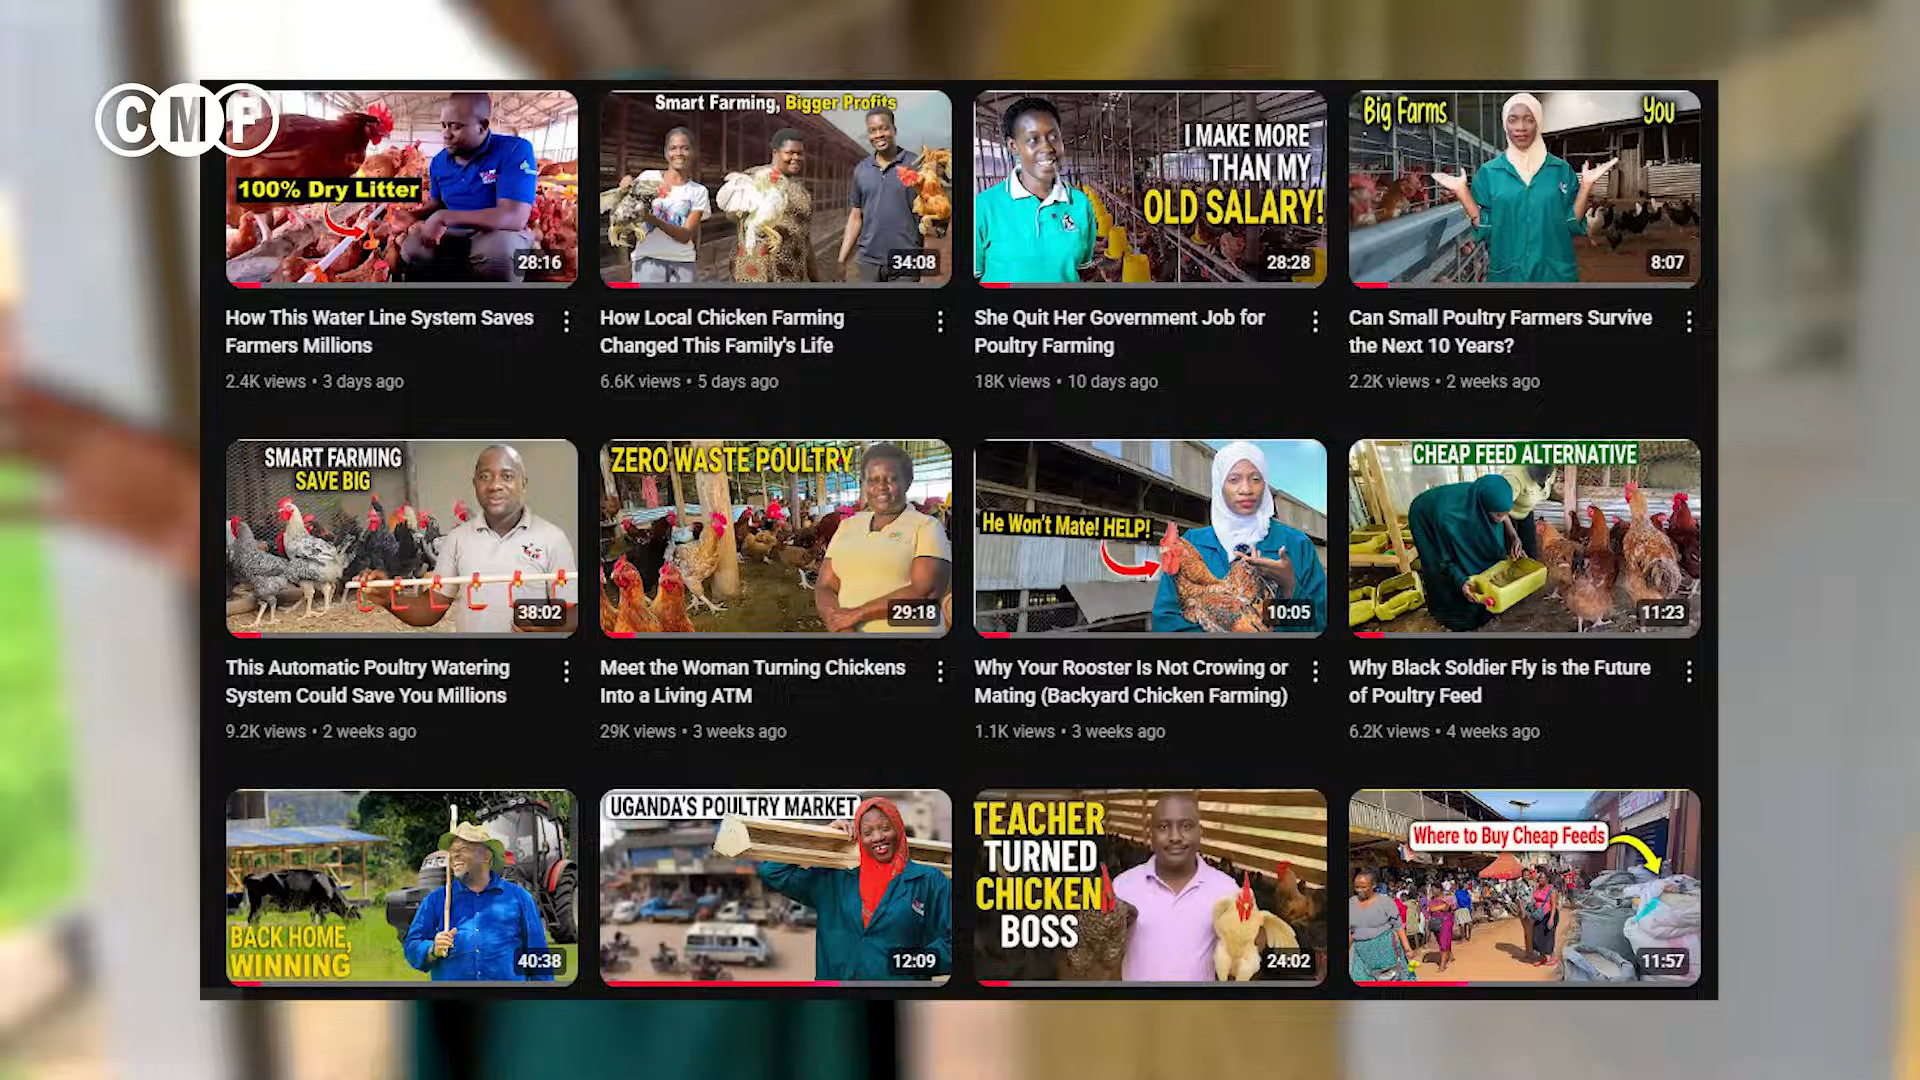 CMF
100% Dry Litter
28:16
Smart Farming, Bigger Profits
34:08
I MAKE MORE
THAN MY
OLD SALARY!
28:28
Big Farms
You
8:07
How This Water Line System Saves
Farmers Millions
2.4K views • 3 days ago
How Local Chicken Farming
Changed This Family's Life
6.6K views • 5 days ago
She Quit Her Government Job for
Poultry Farming
18K views • 10 days ago
Can Small Poultry Farmers Survive
the Next 10 Years?
2.2K views • 2 weeks ago
SMART FARMING
SAVE BIG
38:02
ZERO WASTE POULTRY
29:18
He Won't Mate! HELP!
10:05
CHEAP FEED ALTERNATIVE
11:23
This Automatic Poultry Watering
System Could Save You Millions
9.2K views • 2 weeks ago
Meet the Woman Turning Chickens
Into a Living ATM
29K views • 3 weeks ago
Why Your Rooster Is Not Crowing or
Mating (Backyard Chicken Farming)
1.1K views • 3 weeks ago
Why Black Soldier Fly is the Future
of Poultry Feed
6.2K views • 4 weeks ago
BACK HOME,
WINNING
40:38
UGANDA'S POULTRY MARKET
12:09
TEACHER
TURNED
CHICKEN
BOSS
24:02
Where to Buy Cheap Feeds
11:57